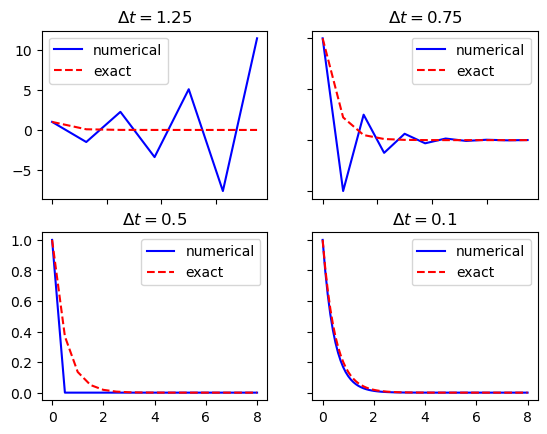 Δt = 1.25
Δt = 0.75
10
5
0
−5
numerical
exact
numerical
exact
Δt = 0.5
Δt = 0.1
1.0
0.8
0.6
0.4
0.2
0.0
numerical
exact
numerical
exact
0 2 4 6 8
0 2 4 6 8